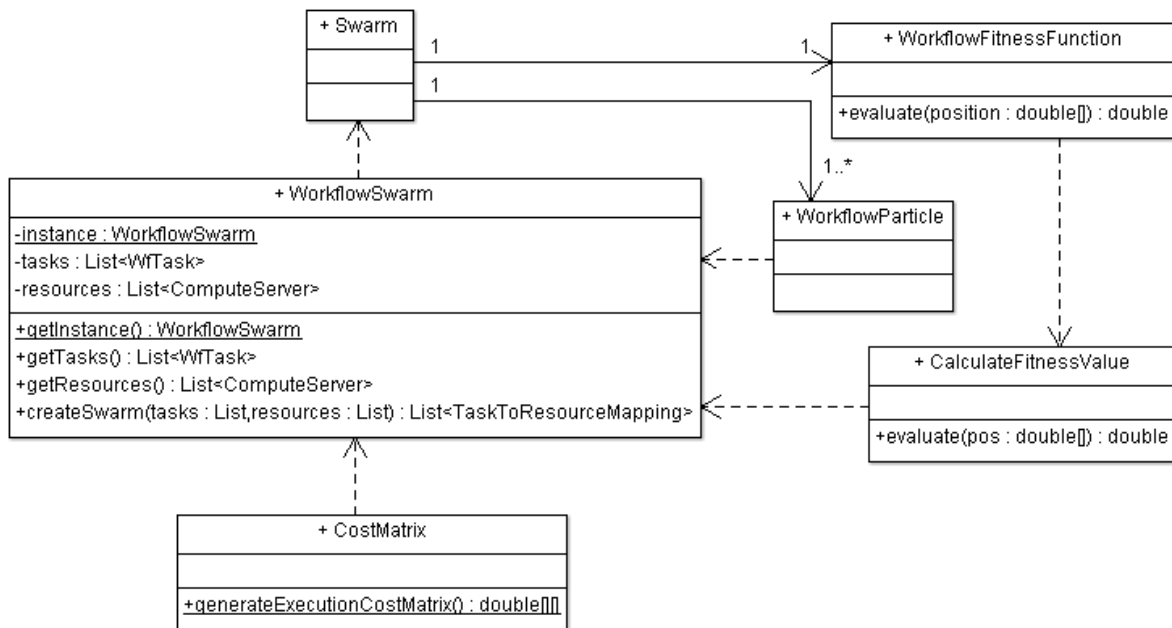 + Swarm
1
1
+ WorkflowFitnessFunction
+evaluate(position : double[]) : double
1
1..*
+ WorkflowSwarm
-instance : WorkflowSwarm
-tasks : List<WfTask>
-resources : List<ComputeServer>
+getInstance() : WorkflowSwarm
+getTasks() : List<WfTask>
+getResources() : List<ComputeServer>
+createSwarm(tasks : List,resources : List) : List<TaskToResourceMapping>
+ WorkflowParticle
+ CalculateFitnessValue
+evaluate(pos : double[]) : double
+ CostMatrix
+generateExecutionCostMatrix() : double[][]